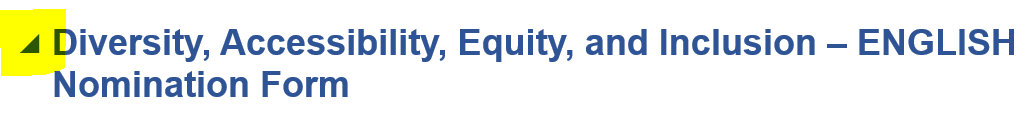 Diversity, Accessibility, Equity, and Inclusion – ENGLISH
Nomination Form